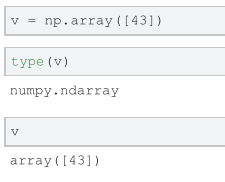 v = np.array([43])
type(v)
numpy.ndarray
v
array([43])